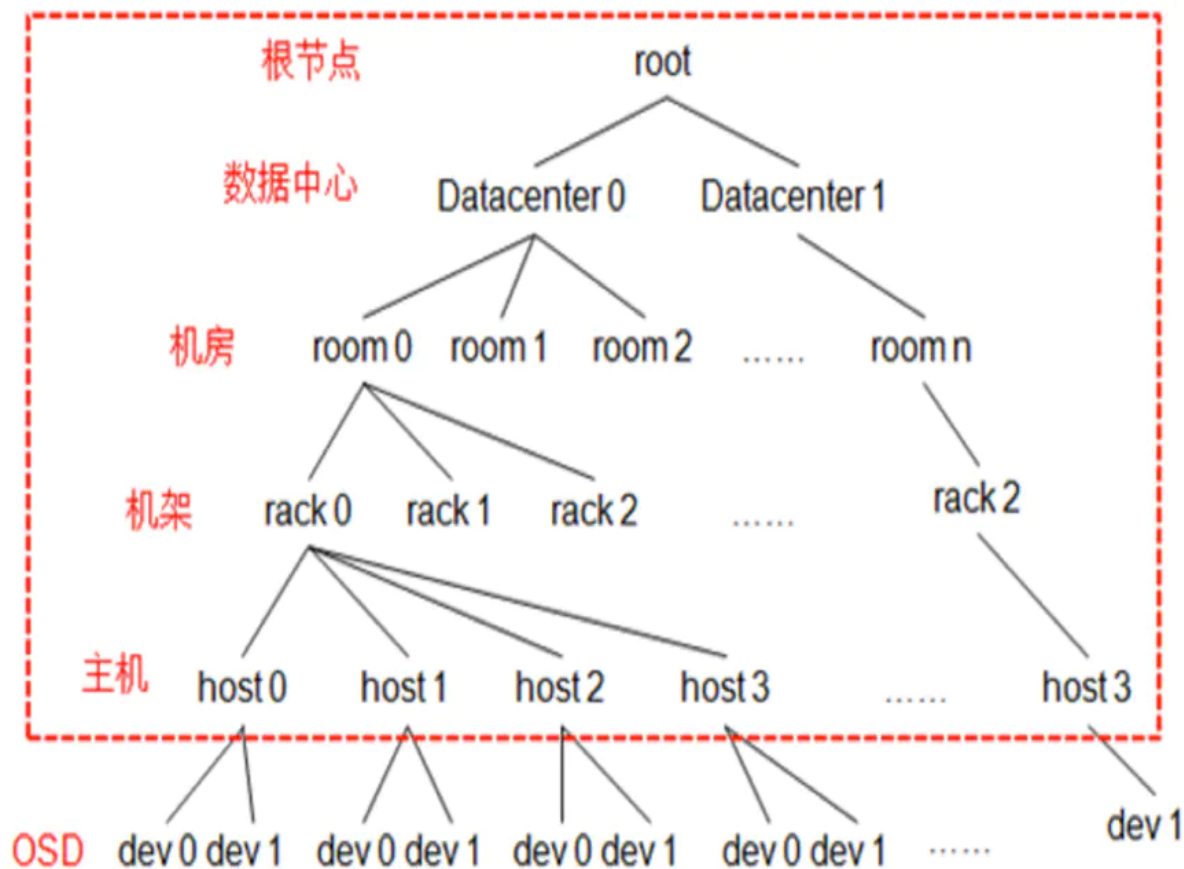 根节点 root
数据中心 Datacenter 0 Datacenter 1
机房 room 0 room 1 room 2 …… room n
机架 rack 0 rack 1 rack 2 …… rack 2
主机 host 0 host 1 host 2 host 3 …… host 3
OSD dev 0 dev 1 dev 0 dev 1 dev 0 dev 1 dev 0 dev 1 …… dev 1